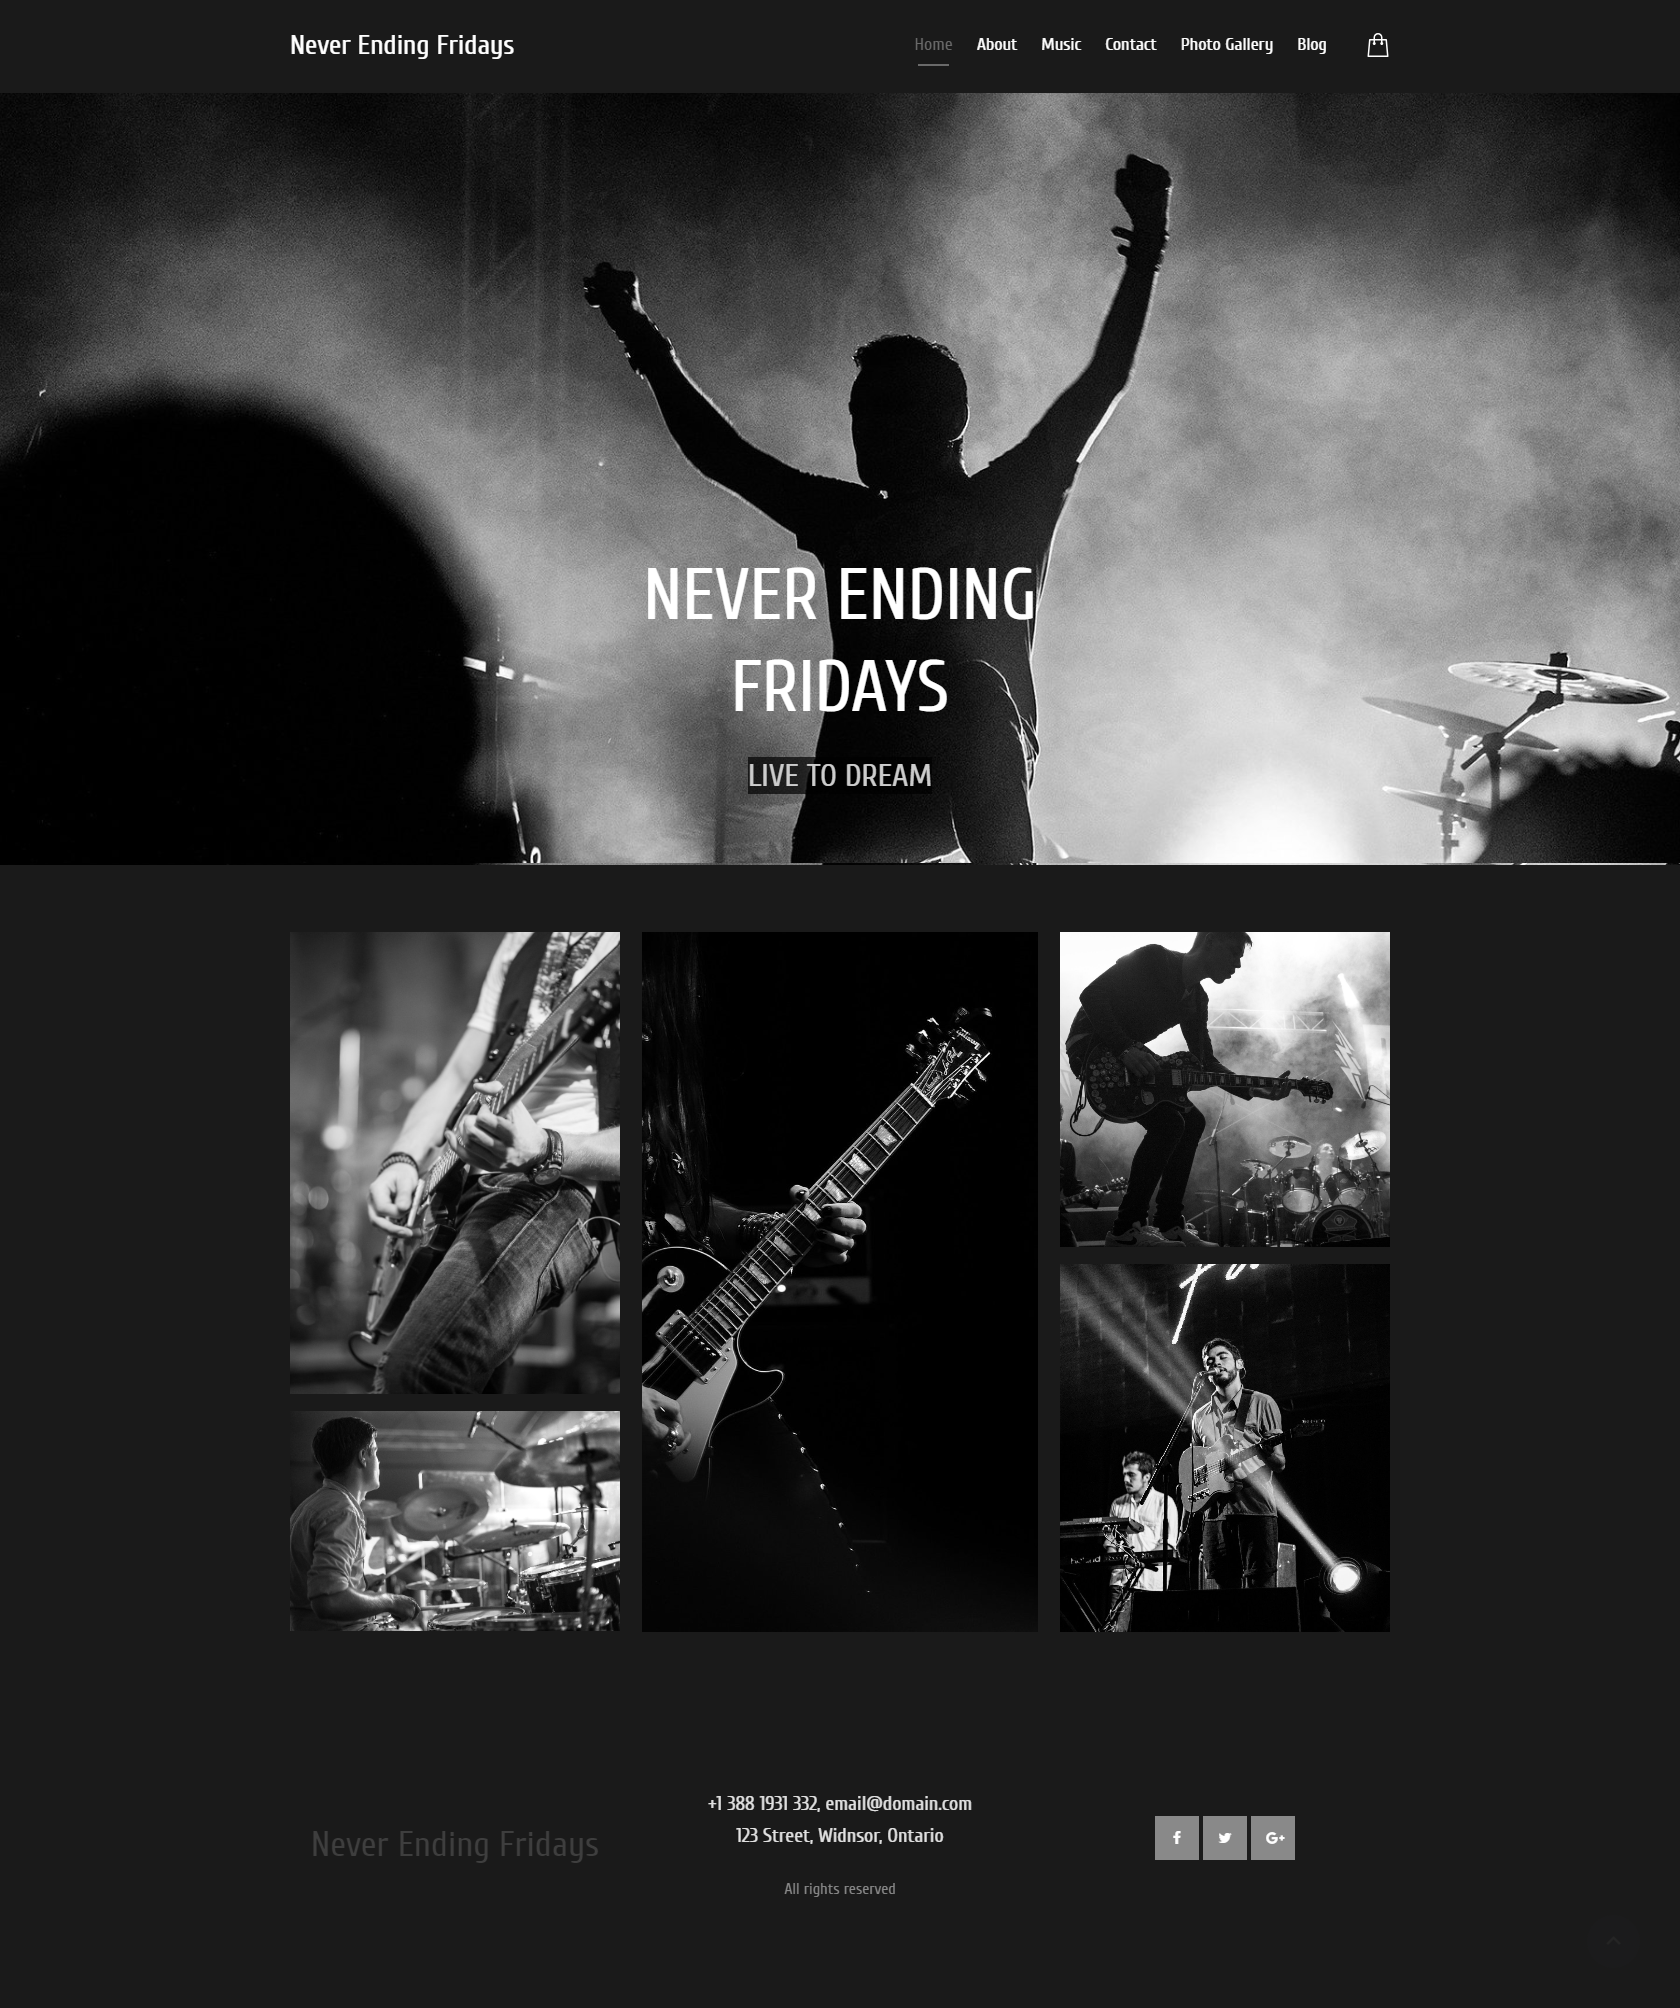 Never Ending Fridays
Home About Music Contact Photo Gallery Blog
NEVER ENDING
FRIDAYS
LIVE TO DREAM
+1 388 1931 332, email@domain.com
123 Street, Widnsor, Ontario
Never Ending Fridays
All rights reserved